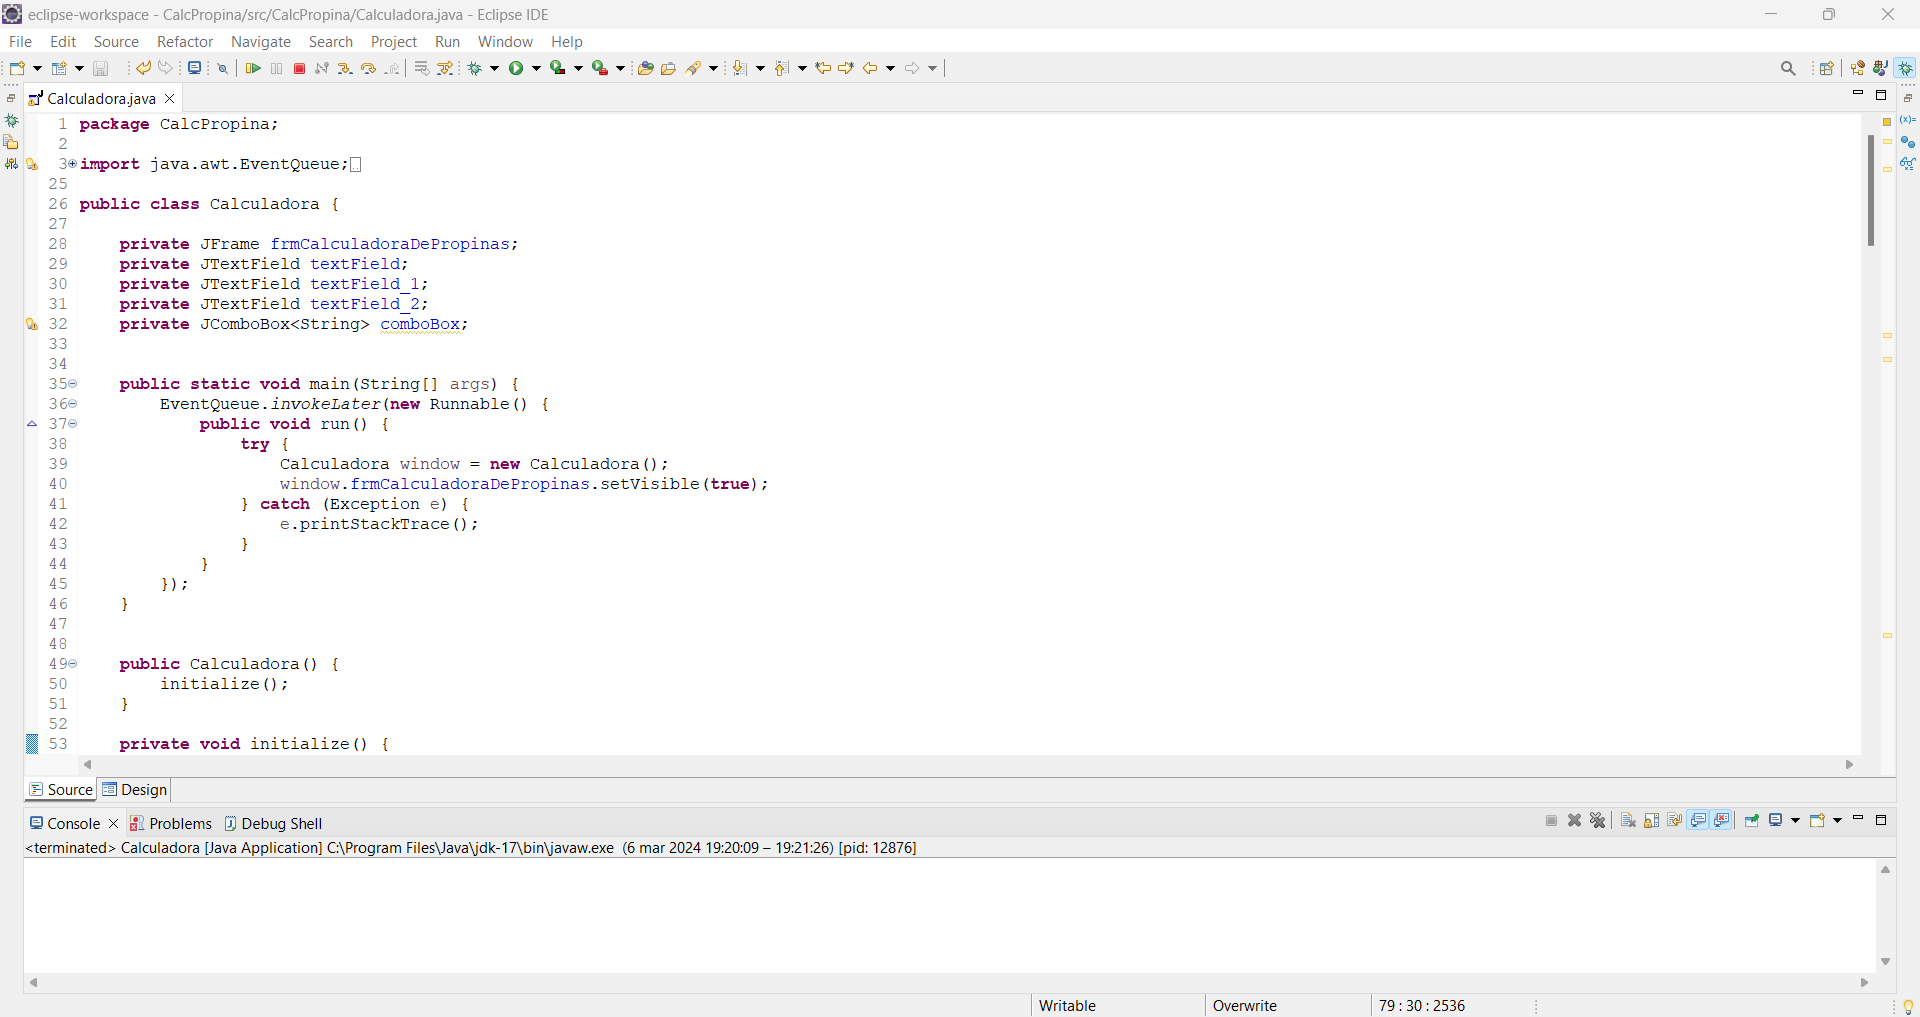 eclipse-workspace - CalcPropina/src/CalcPropina/Calculadora.java - Eclipse IDE
File Edit Source Refactor Navigate Search Project Run Window Help
Calculadora.java
1 package CalcPropina;
2
3 import java.awt.EventQueue;
25
26 public class Calculadora {
27
28 private JFrame frmCalculadoraDePropinas;
29 private JTextField textField;
30 private JTextField textField_1;
31 private JTextField textField_2;
32 private JComboBox<String> comboBox;
33
34
35 public static void main(String[] args) {
36 EventQueue.invokeLater(new Runnable() {
37 public void run() {
38 try {
39 Calculadora window = new Calculadora();
40 window.frmCalculadoraDePropinas.setVisible(true);
41 } catch (Exception e) {
42 e.printStackTrace();
43 }
44 }
45 });
46 }
47
48
49 public Calculadora() {
50 initialize();
51 }
52
53 private void initialize() {
Source Design
Console Problems Debug Shell
<terminated> Calculadora [Java Application] C:\Program Files\Java\jdk-17\bin\javaw.exe (6 mar 2024 19:20:09 – 19:21:26) [pid: 12876]
Writable Overwrite 79 : 30 : 2536